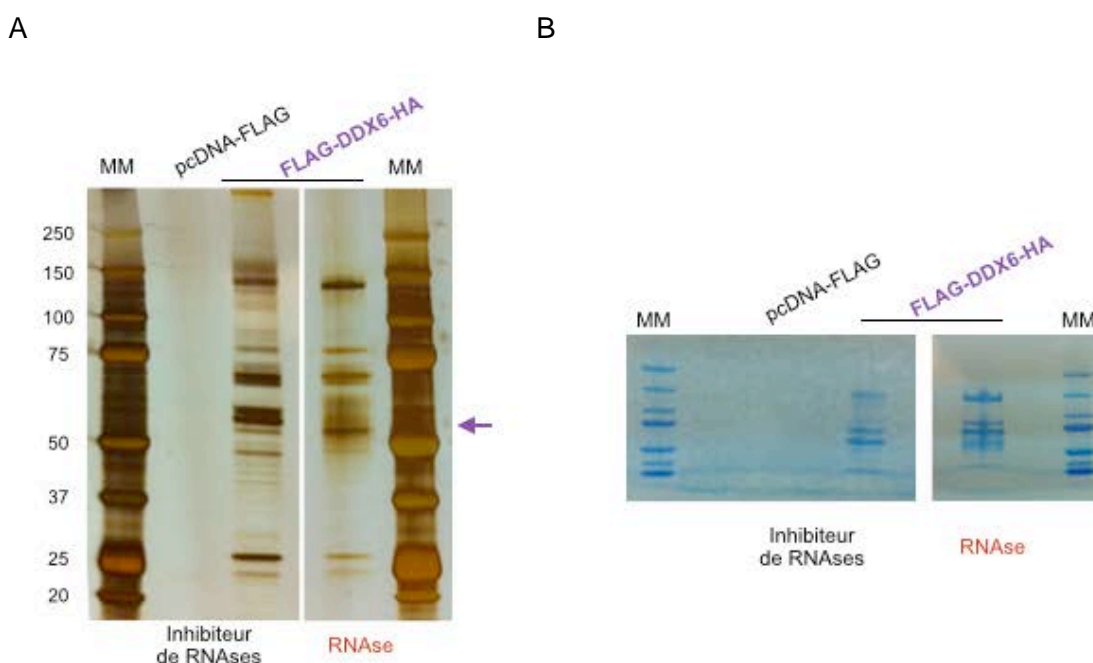 A
B
MM
pcDNA-FLAG
FLAG-DDX6-HA
MM
250
150
100
75
50
37
25
20
Inhibiteur
de RNAses
RNAse
MM
pcDNA-FLAG
FLAG-DDX6-HA
MM
Inhibiteur
de RNAses
RNAse